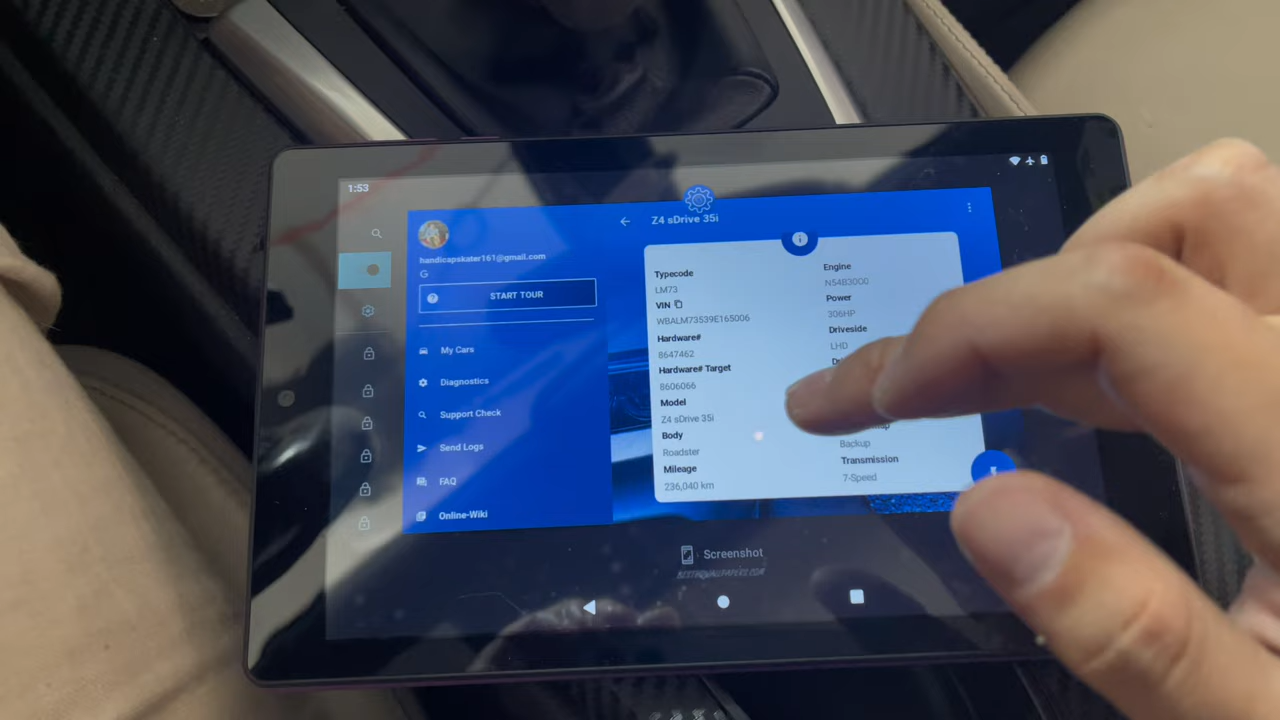 1:53
Z4 sDrive 35i
handicapskater161@gmail.com
G
START TOUR
My Cars
Diagnostics
Support Check
Send Logs
FAQ
Online-Wiki
Typecode
LM73
VIN
WBALM73539E165006
Hardware#
8647462
Hardware# Target
8606066
Model
Z4 sDrive 35i
Body
Roadster
Mileage
236,040 km
Engine
N54B30O0
Power
306HP
Driveside
LHD
Backup
Transmission
7-Speed
Screenshot